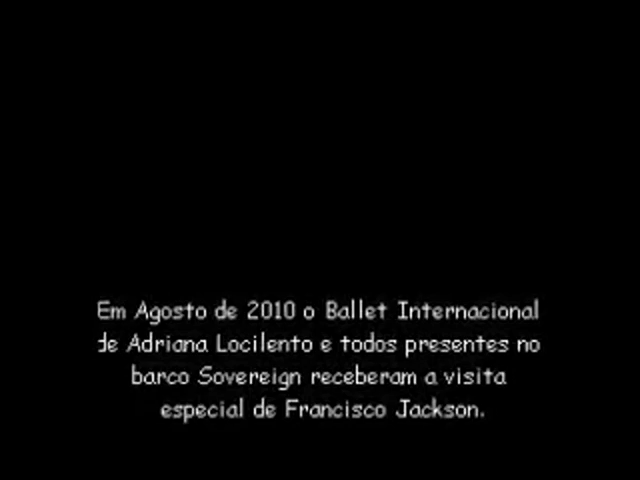 Em Agosto de 2010 o Ballet Internacional
de Adriana Locilento e todos presentes no
barco Sovereign receberam a visita
especial de Francisco Jackson.